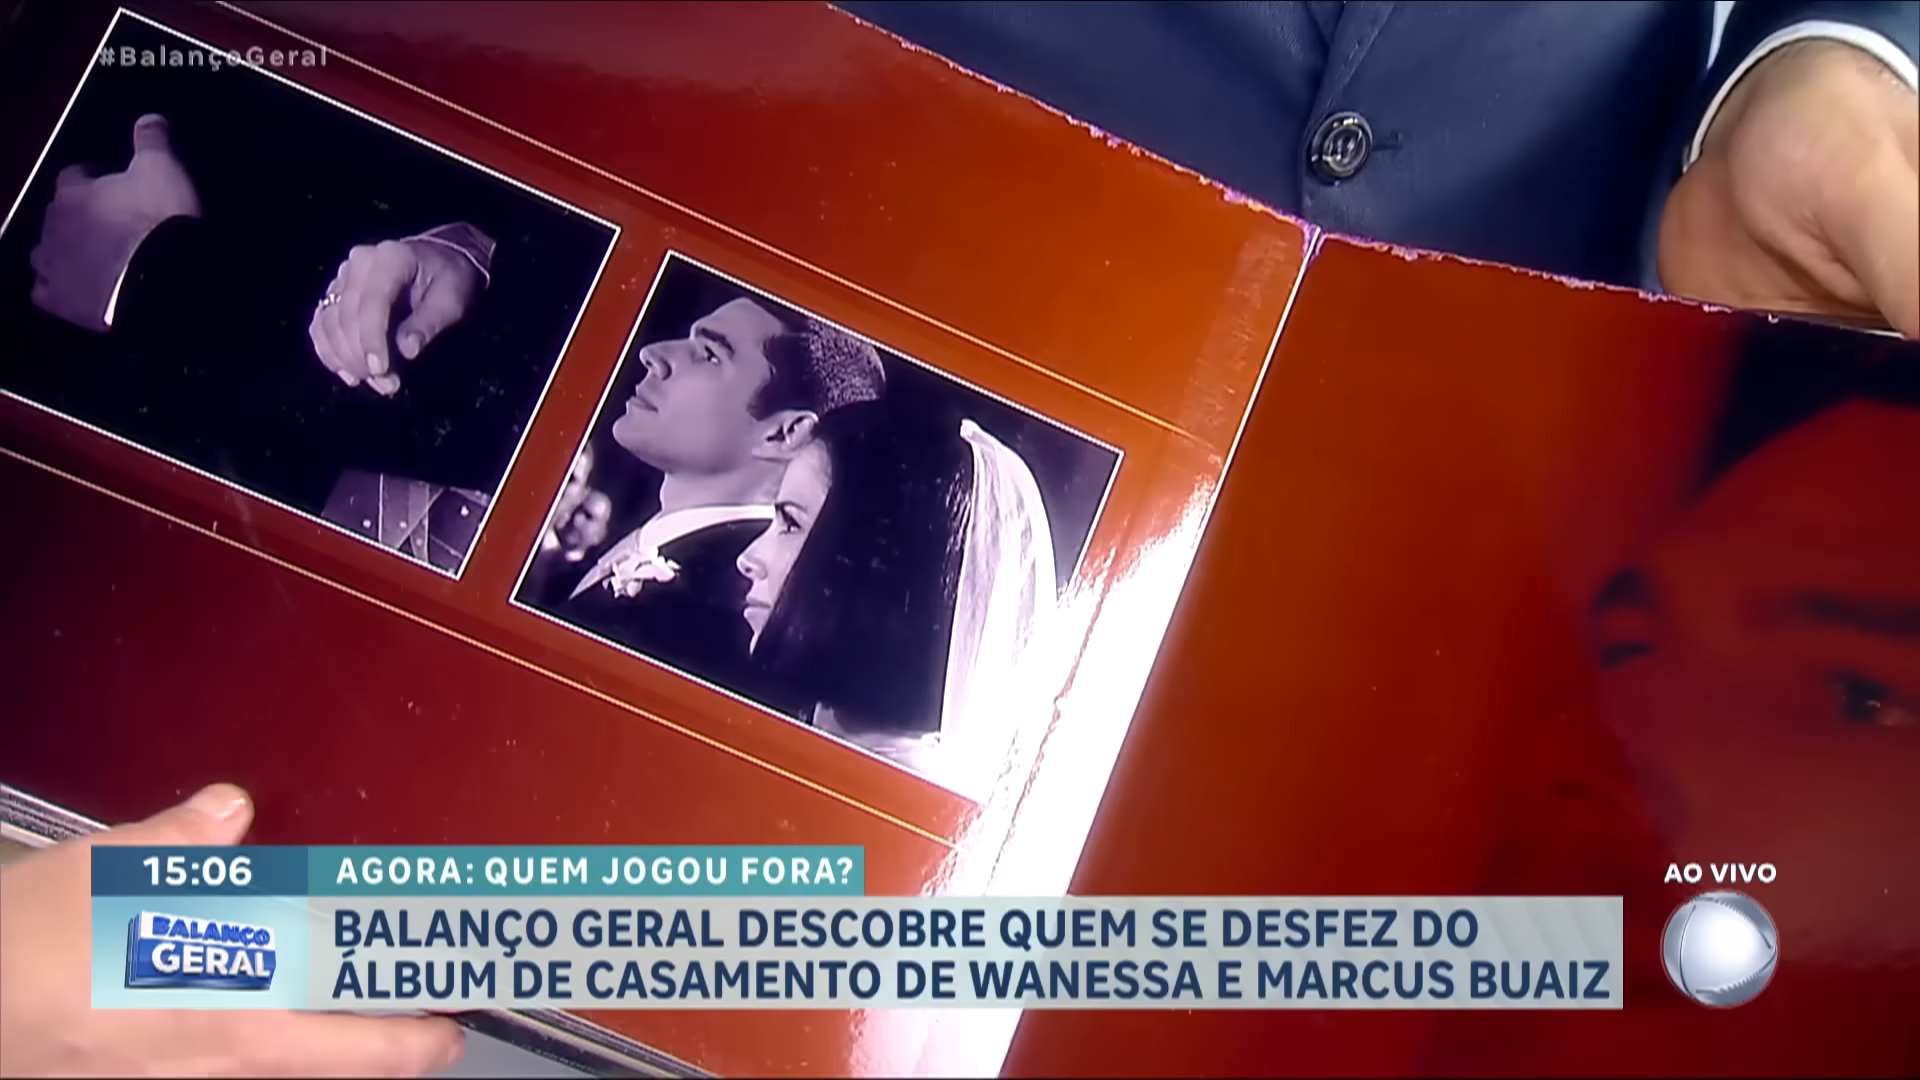 #BalançoGeral
15:06
AGORA: QUEM JOGOU FORA?
BALANÇO GERAL
BALANÇO GERAL DESCOBRE QUEM SE DESFEZ DO
ÁLBUM DE CASAMENTO DE WANESSA E MARCUS BUAIZ
AO VIVO